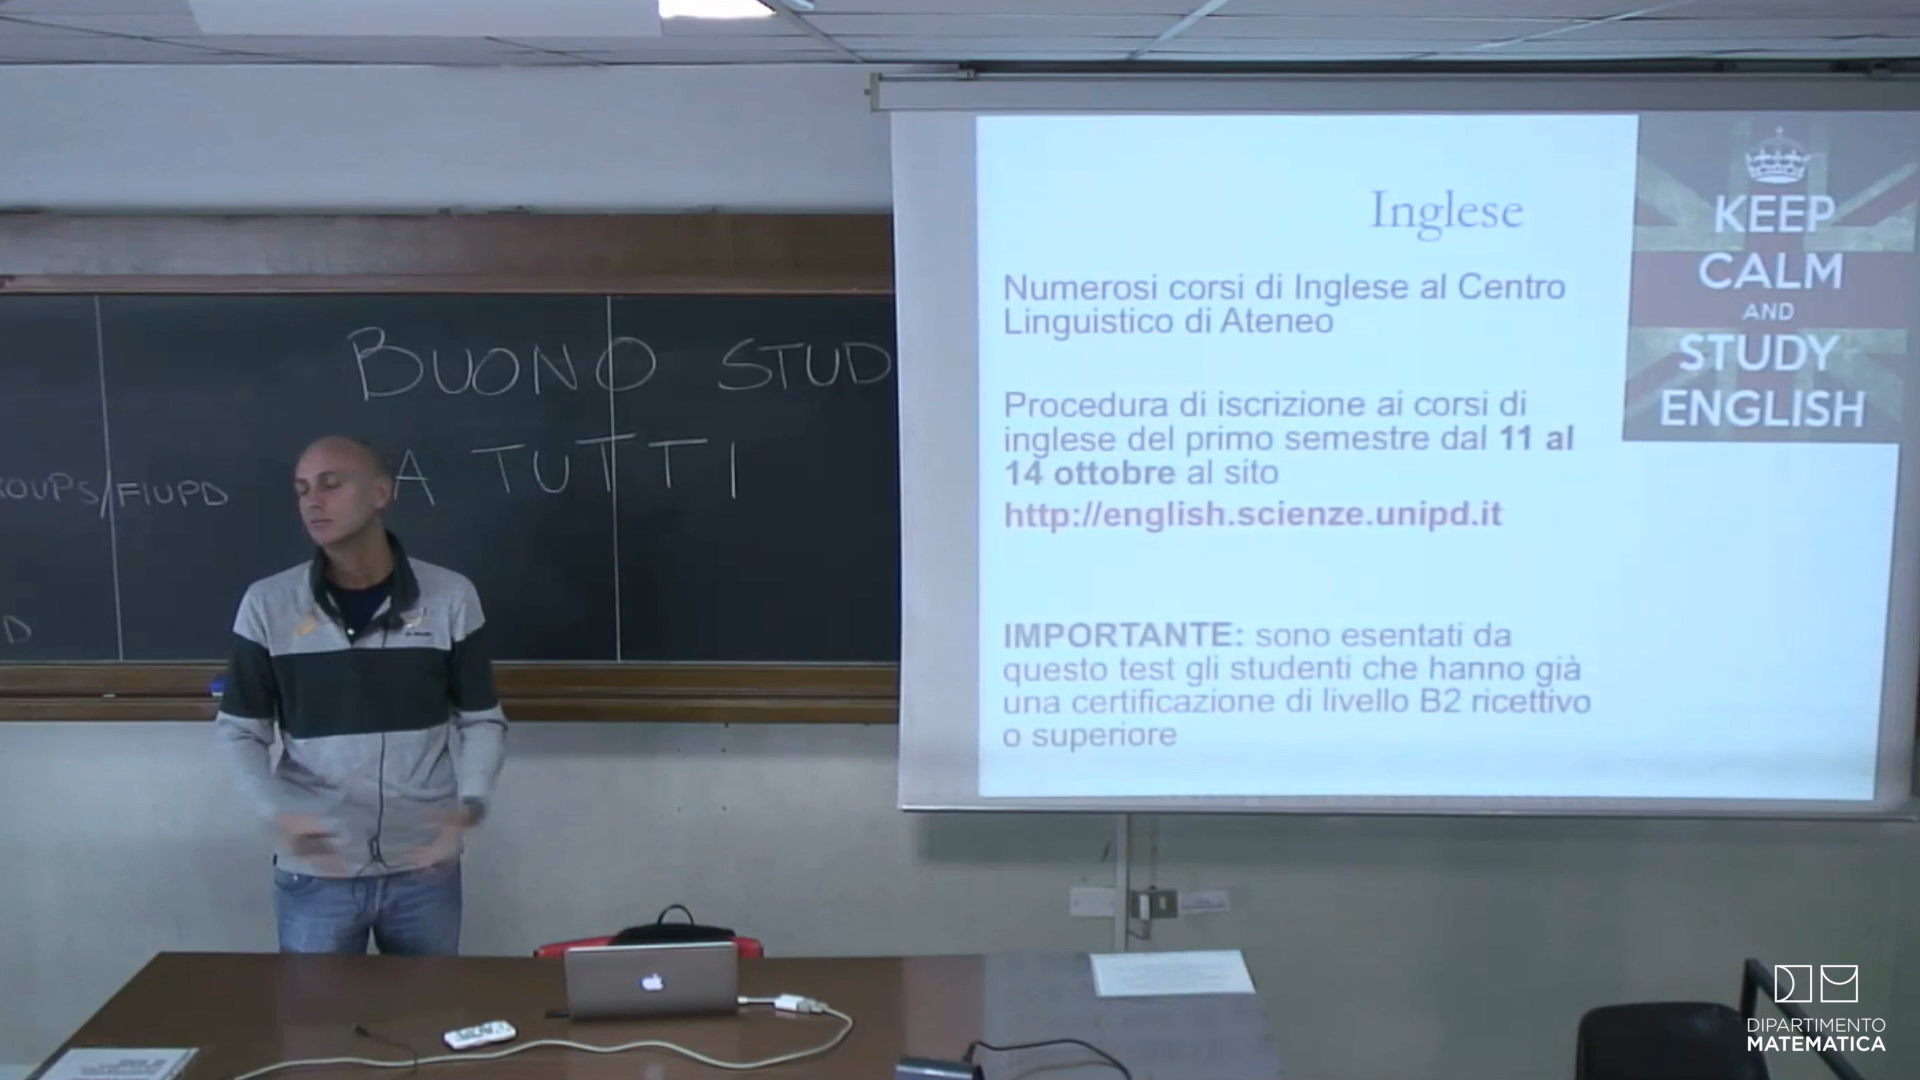 BUONO STUD
A TUTTI
/FIUPD
D
Inglese
Numerosi corsi di Inglese al Centro
Linguistico di Ateneo
Procedura di iscrizione ai corsi di
inglese del primo semestre dal 11 al
14 ottobre al sito
http://english.scienze.unipd.it
IMPORTANTE: sono esentati da
questo test gli studenti che hanno già
una certificazione di livello B2 ricettivo
o superiore
KEEP
CALM
AND
STUDY
ENGLISH
DIPARTIMENTO
MATEMATICA